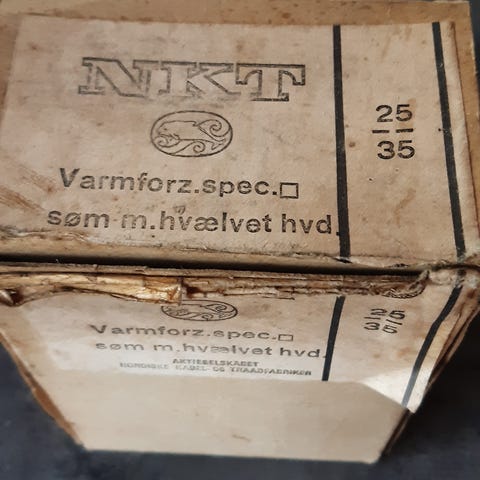 NKT
Varmforz.spec.□
søm m.hvælvet hvd.
25
35
Varmforz.spec.□
søm m.hvælvet hvd.
AKTIESELSKABET
NORDISKE KABEL- OG TRAADFABRIKER
25
35